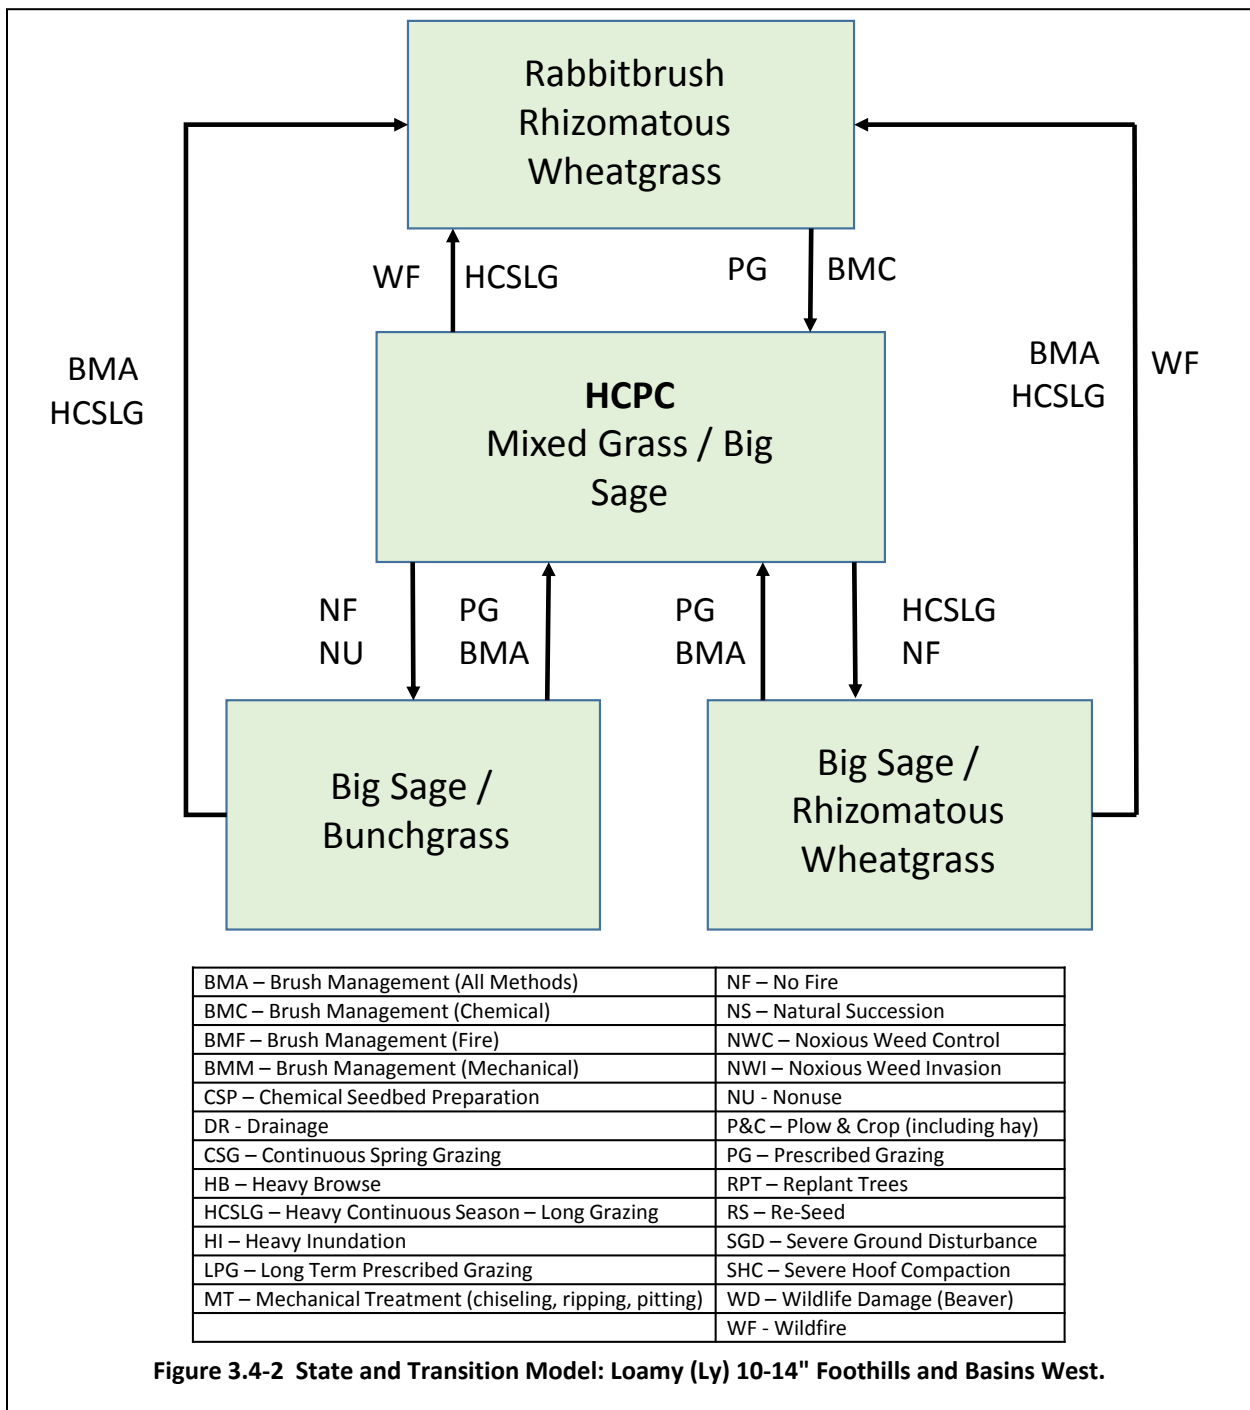 Rabbitbrush
Rhizomatous
Wheatgrass
WF HCSLG
PG BMC
BMA
HCSLG
BMA
HCSLG
WF
HCPC
Mixed Grass / Big
Sage
NF
NU
PG
BMA
PG
BMA
HCSLG
NF
Big Sage /
Bunchgrass
Big Sage /
Rhizomatous
Wheatgrass
BMA – Brush Management (All Methods) NF – No Fire
BMC – Brush Management (Chemical) NS – Natural Succession
BMF – Brush Management (Fire) NWC – Noxious Weed Control
BMM – Brush Management (Mechanical) NWI – Noxious Weed Invasion
CSP – Chemical Seedbed Preparation NU - Nonuse
DR - Drainage P&C – Plow & Crop (including hay)
CSG – Continuous Spring Grazing PG – Prescribed Grazing
HB – Heavy Browse RPT – Replant Trees
HCSLG – Heavy Continuous Season – Long Grazing RS – Re-Seed
HI – Heavy Inundation SGD – Severe Ground Disturbance
LPG – Long Term Prescribed Grazing SHC – Severe Hoof Compaction
MT – Mechanical Treatment (chiseling, ripping, pitting) WD – Wildlife Damage (Beaver)
WF - Wildfire
Figure 3.4-2 State and Transition Model: Loamy (Ly) 10-14" Foothills and Basins West.